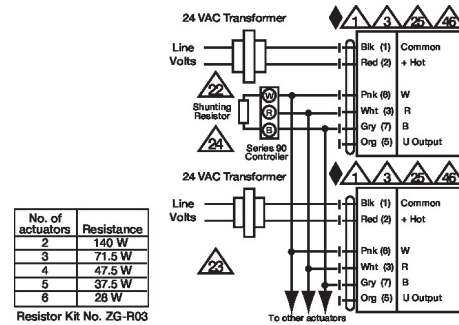 24 VAC Transformer
1 3 25 46
Line
Volts
Blk (1) Common
Red (2) + Hot
22
Shunting
Resistor
24
W
R
B
Series 90
Controller
Pnk (6) W
Wht (3) R
Gry (7) B
Org (5) U Output
24 VAC Transformer
1 3 25 46
Line
Volts
Blk (1) Common
Red (2) + Hot
23
Pnk (6) W
Wht (3) R
Gry (7) B
Org (5) U Output
To other actuators
No. of
actuators Resistance
2 140 W
3 71.5 W
4 47.5 W
5 37.5 W
6 28 W
Resistor Kit No. ZG-R03